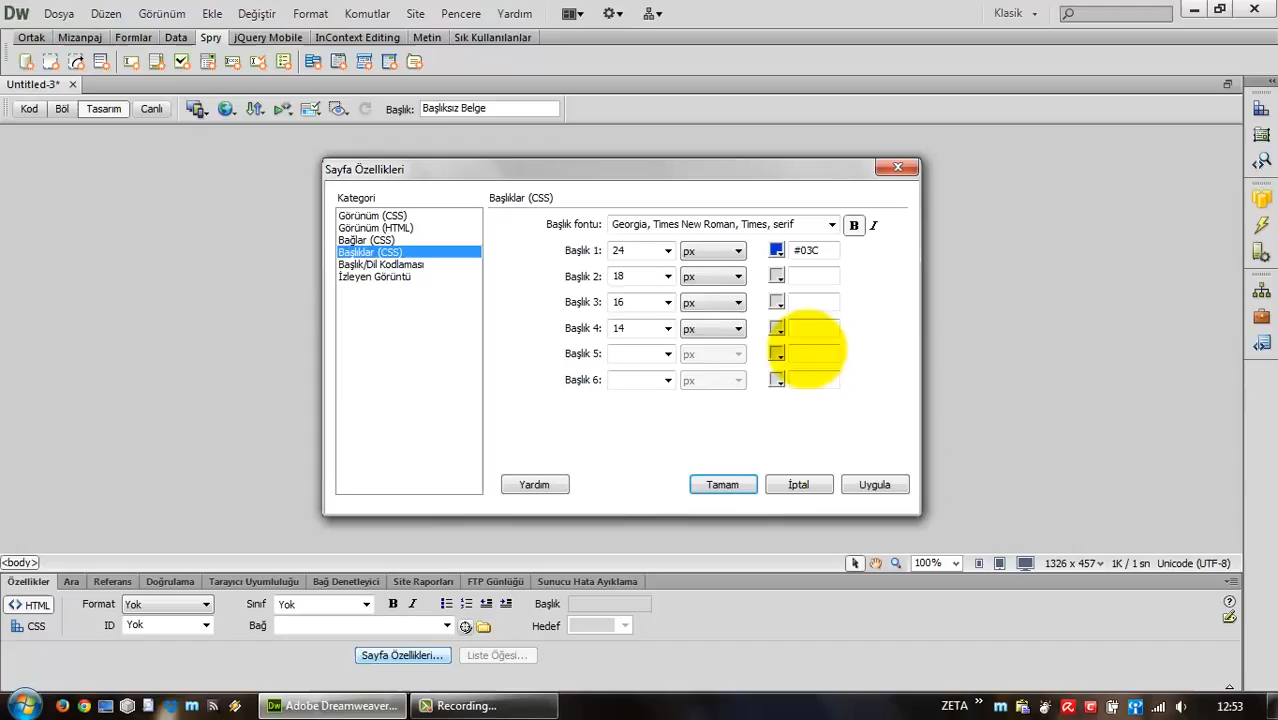 Dw Dosya Düzen Görünüm Ekle Değiştir Format Komutlar Site Pencere Yardım Klasik
Ortak Mizanpaj Formlar Data Spry jQuery Mobile InContext Editing Metin Sık Kullanılanlar
Untitled-3*
Kod Böl Tasarım Canlı Başlık: Başlıksız Belge
Sayfa Özellikleri
Kategori Başlıklar (CSS)
Görünüm (CSS)
Görünüm (HTML)
Bağlar (CSS)
Başlıklar (CSS)
Başlık/Dil Kodlaması
İzleyen Görüntü
Başlık fontu: Georgia, Times New Roman, Times, serif B I
Başlık 1: 24 px #03C
Başlık 2: 18 px
Başlık 3: 16 px
Başlık 4: 14 px
Başlık 5: px
Başlık 6: px
Yardım Tamam İptal Uygula
<body> 100% 1326 x 457 1K / 1 sn Unicode (UTF-8)
Özellikler Ara Referans Doğrulama Tarayıcı Uyumluluğu Bağ Denetleyici Site Raporları FTP Günlüğü Sunucu Hata Ayıklama
<> HTML Format Yok Sınıf Yok B I Başlık
CSS ID Yok Bağ Hedef
Sayfa Özellikleri... Liste Öğesi...
Adobe Dreamweaver... Recording... ZETA » 12:53